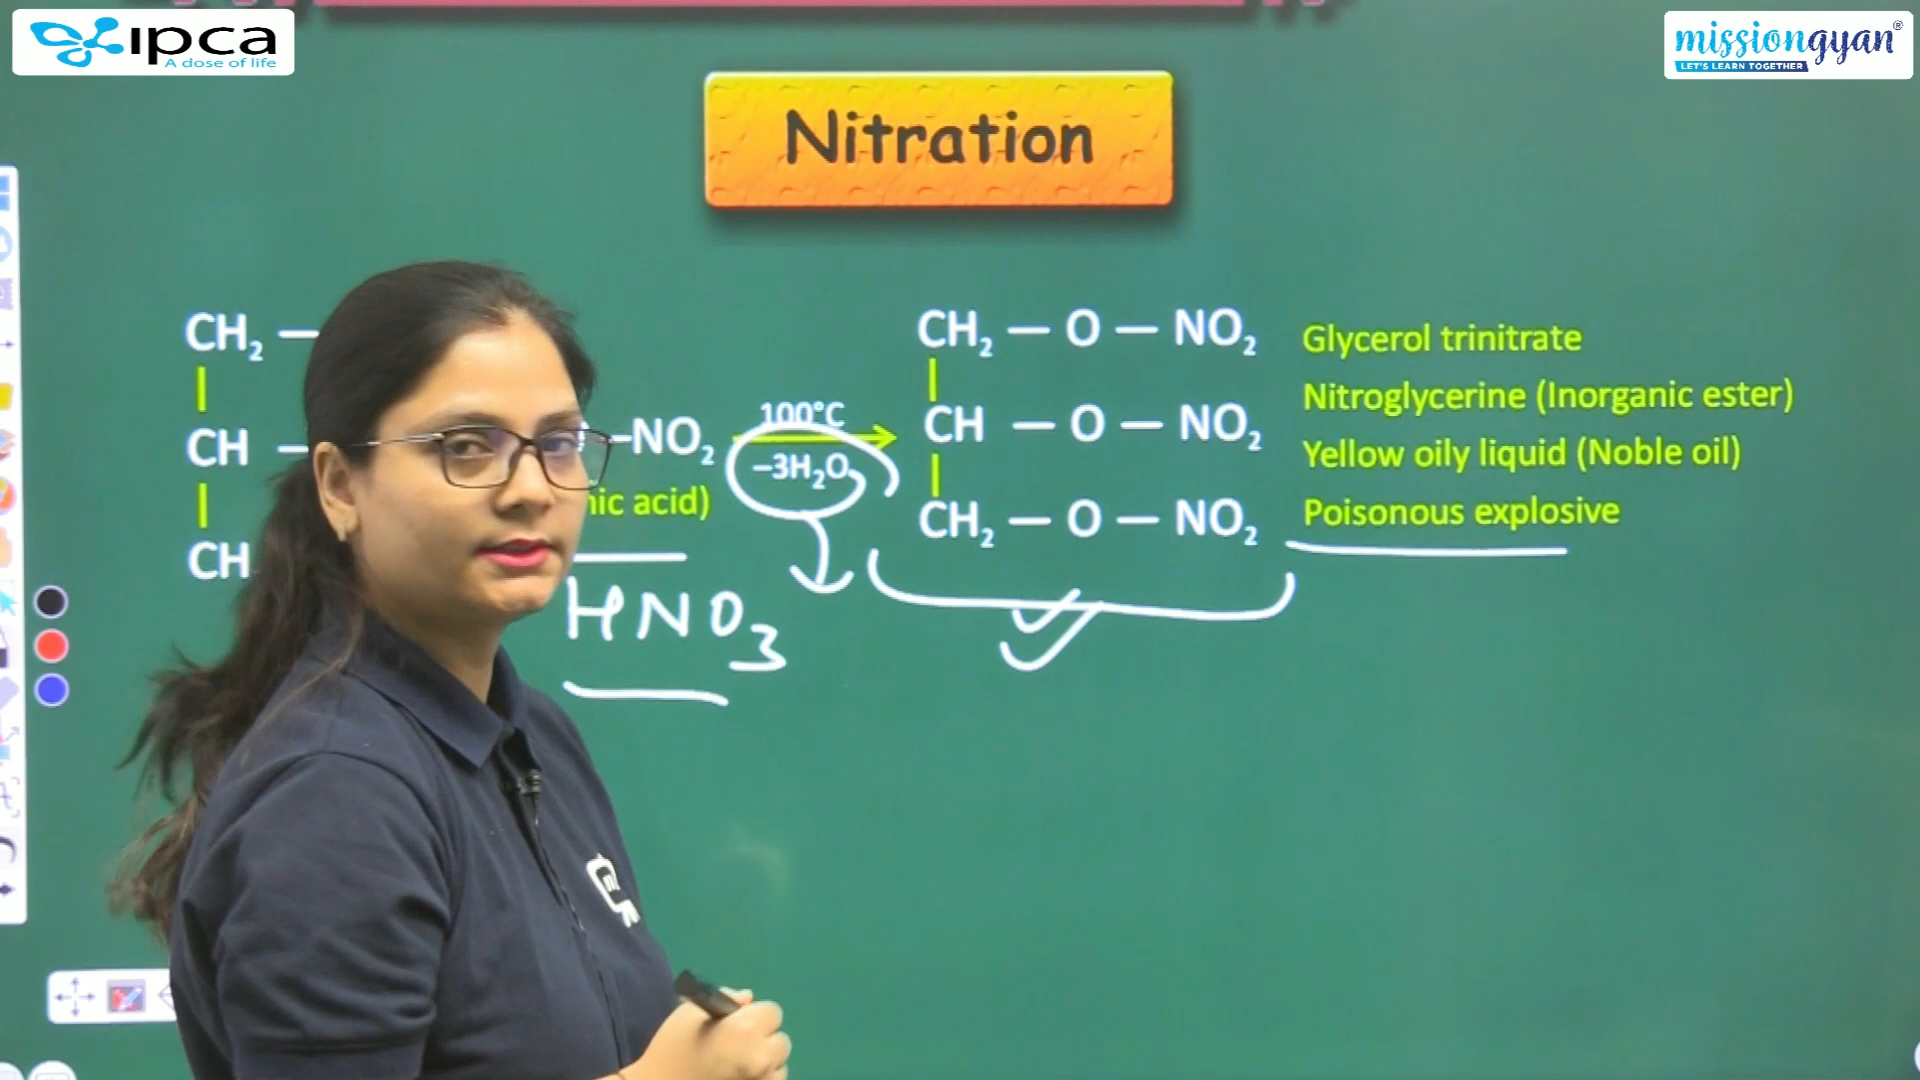 ipca
A dose of life
missiongyan®
LET'S LEARN TOGETHER
Nitration
CH₂ —
CH —
CH
–NO₂
nic acid)
HNO₃
100°C
–3H₂O
CH₂ — O — NO₂
CH — O — NO₂
CH₂ — O — NO₂
Glycerol trinitrate
Nitroglycerine (Inorganic ester)
Yellow oily liquid (Noble oil)
Poisonous explosive